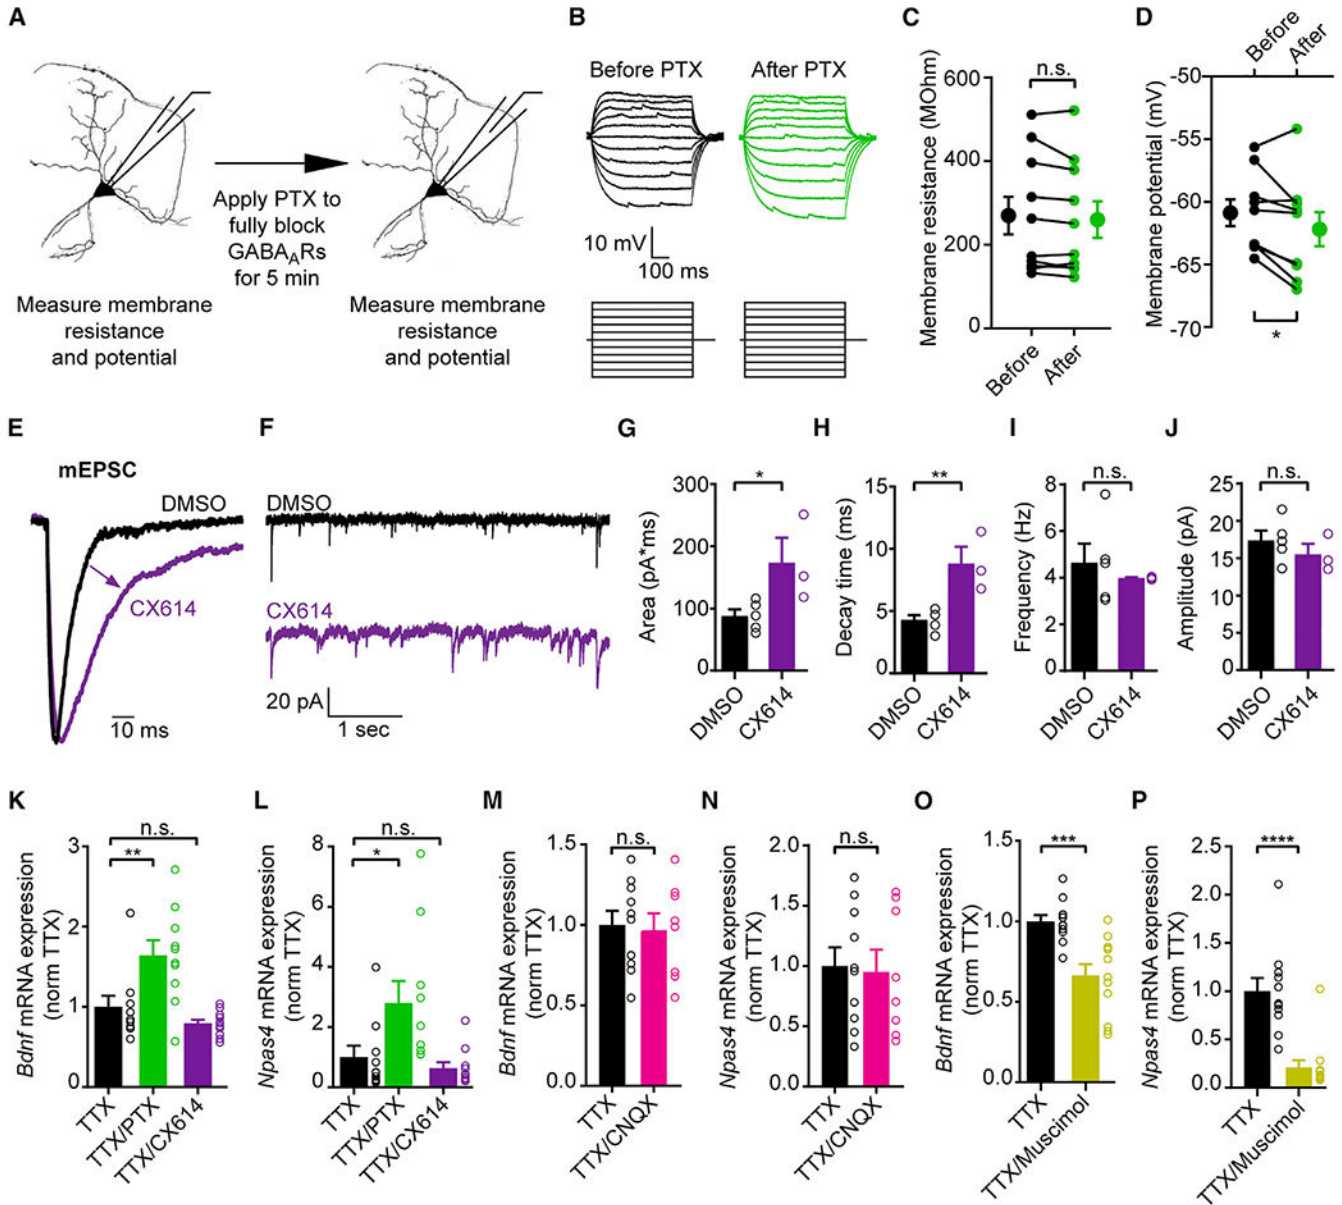 A
Apply PTX to
fully block
GABAARs
for 5 min
Measure membrane
resistance
and potential
Measure membrane
resistance
and potential
B
Before PTX
After PTX
10 mV
100 ms
C
Membrane resistance (MOhm)
600
400
200
0
n.s.
Before
After
D
Before
After
Membrane potential (mV)
-50
-55
-60
-65
-70
*
E
mEPSC
DMSO
CX614
10 ms
F
DMSO
CX614
20 pA
1 sec
G
Area (pA*ms)
300
200
100
0
*
DMSO
CX614
H
Decay time (ms)
15
10
5
0
**
DMSO
CX614
I
Frequency (Hz)
8
6
4
2
0
n.s.
DMSO
CX614
J
Amplitude (pA)
25
20
15
10
5
0
n.s.
DMSO
CX614
K
Bdnf mRNA expression
(norm TTX)
3
2
1
0
n.s.
**
TTX
TTX/PTX
TTX/CX614
L
Npas4 mRNA expression
(norm TTX)
8
6
4
2
0
n.s.
*
TTX
TTX/PTX
TTX/CX614
M
Bdnf mRNA expression
(norm TTX)
1.5
1.0
0.5
0.0
n.s.
TTX
TTX/CNQX
N
Npas4 mRNA expression
(norm TTX)
2.0
1.5
1.0
0.5
0.0
n.s.
TTX
TTX/CNQX
O
Bdnf mRNA expression
(norm TTX)
1.5
1.0
0.5
0.0
***
TTX
TTX/Muscimol
P
Npas4 mRNA expression
(norm TTX)
2.5
2.0
1.5
1.0
0.5
0.0
****
TTX
TTX/Muscimol